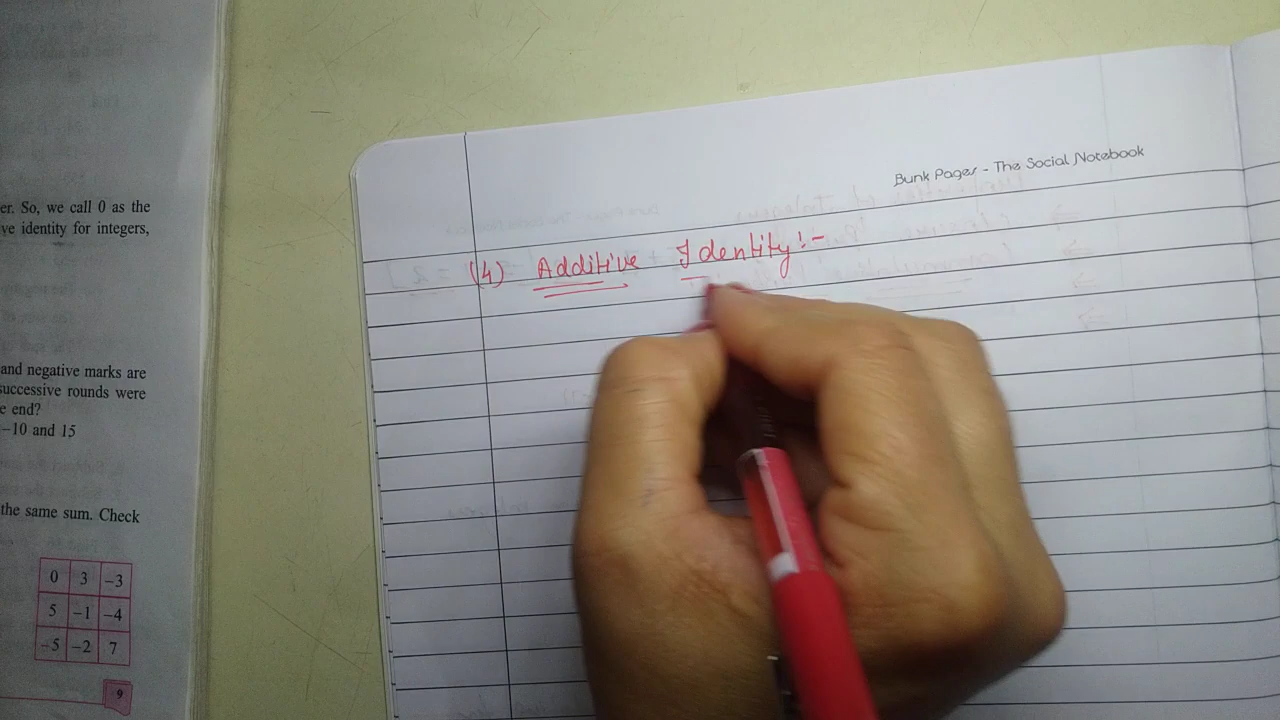 er. So, we call 0 as the
ve identity for integers,
and negative marks are
successive rounds were
e end?
–10 and 15
the same sum. Check
0 3 –3
5 –1 –4
–5 –2 7
9
Bunk Pages - The Social Notebook
(4) Additive Identity:-